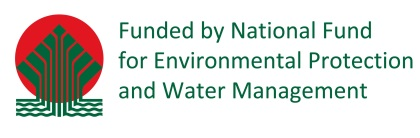 Funded by National Fund
for Environmental Protection
and Water Management